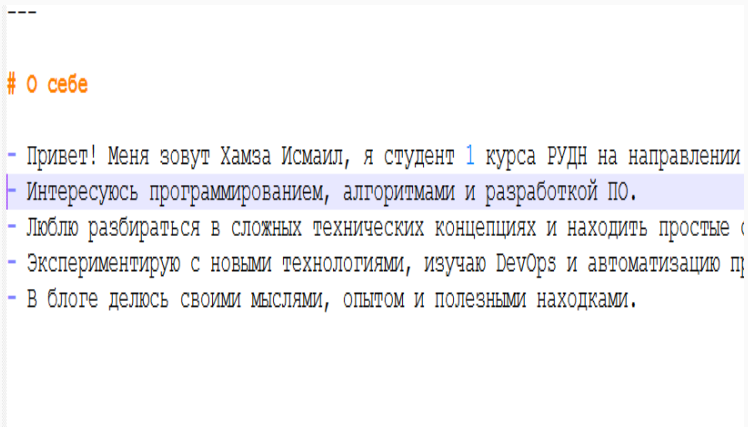 ---
# О себе
- Привет! Меня зовут Хамза Исмаил, я студент 1 курса РУДН на направлении
- Интересуюсь программированием, алгоритмами и разработкой ПО.
- Люблю разбираться в сложных технических концепциях и находить простые
- Экспериментирую с новыми технологиями, изучаю DevOps и автоматизацию
- В блоге делюсь своими мыслями, опытом и полезными находками.